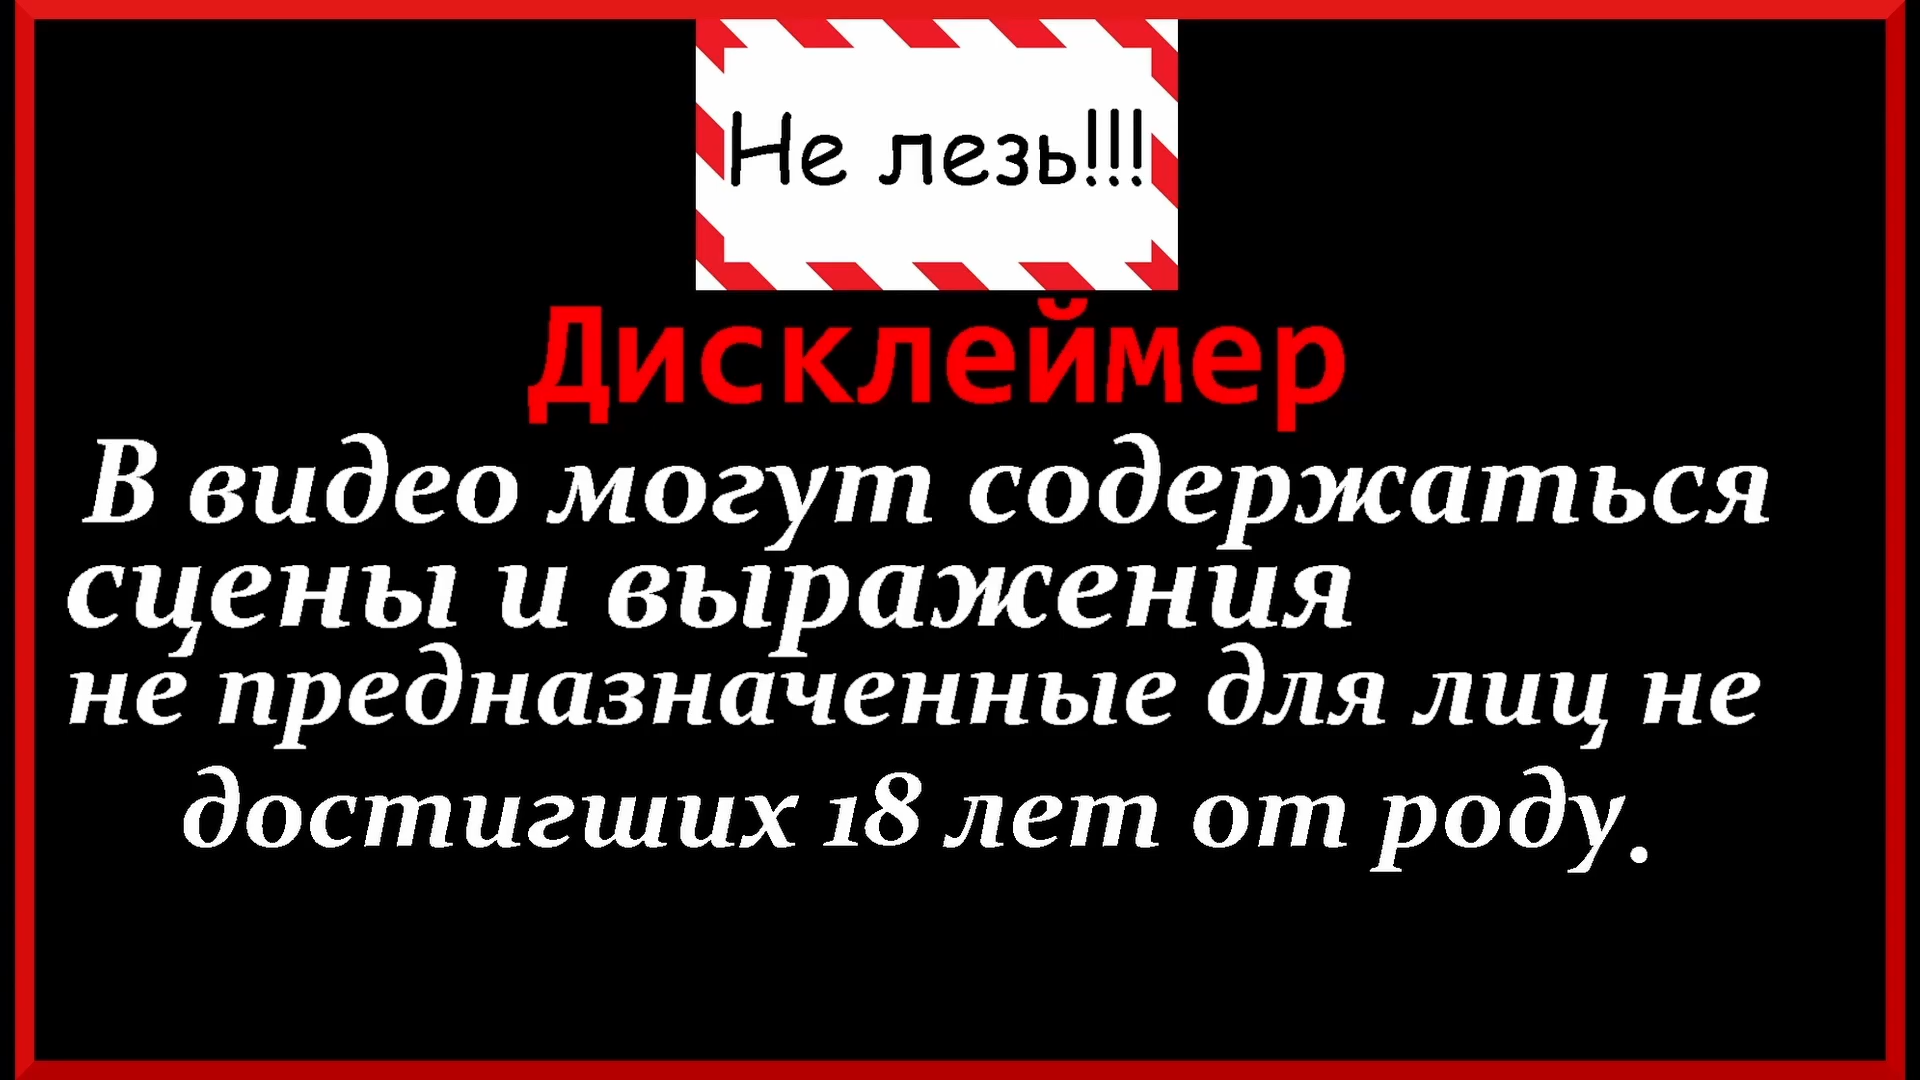 Не лезь!!!
Дисклеймер
В видео могут содержаться
сцены и выражения
не предназначенные для лиц не
достигших 18 лет от роду.